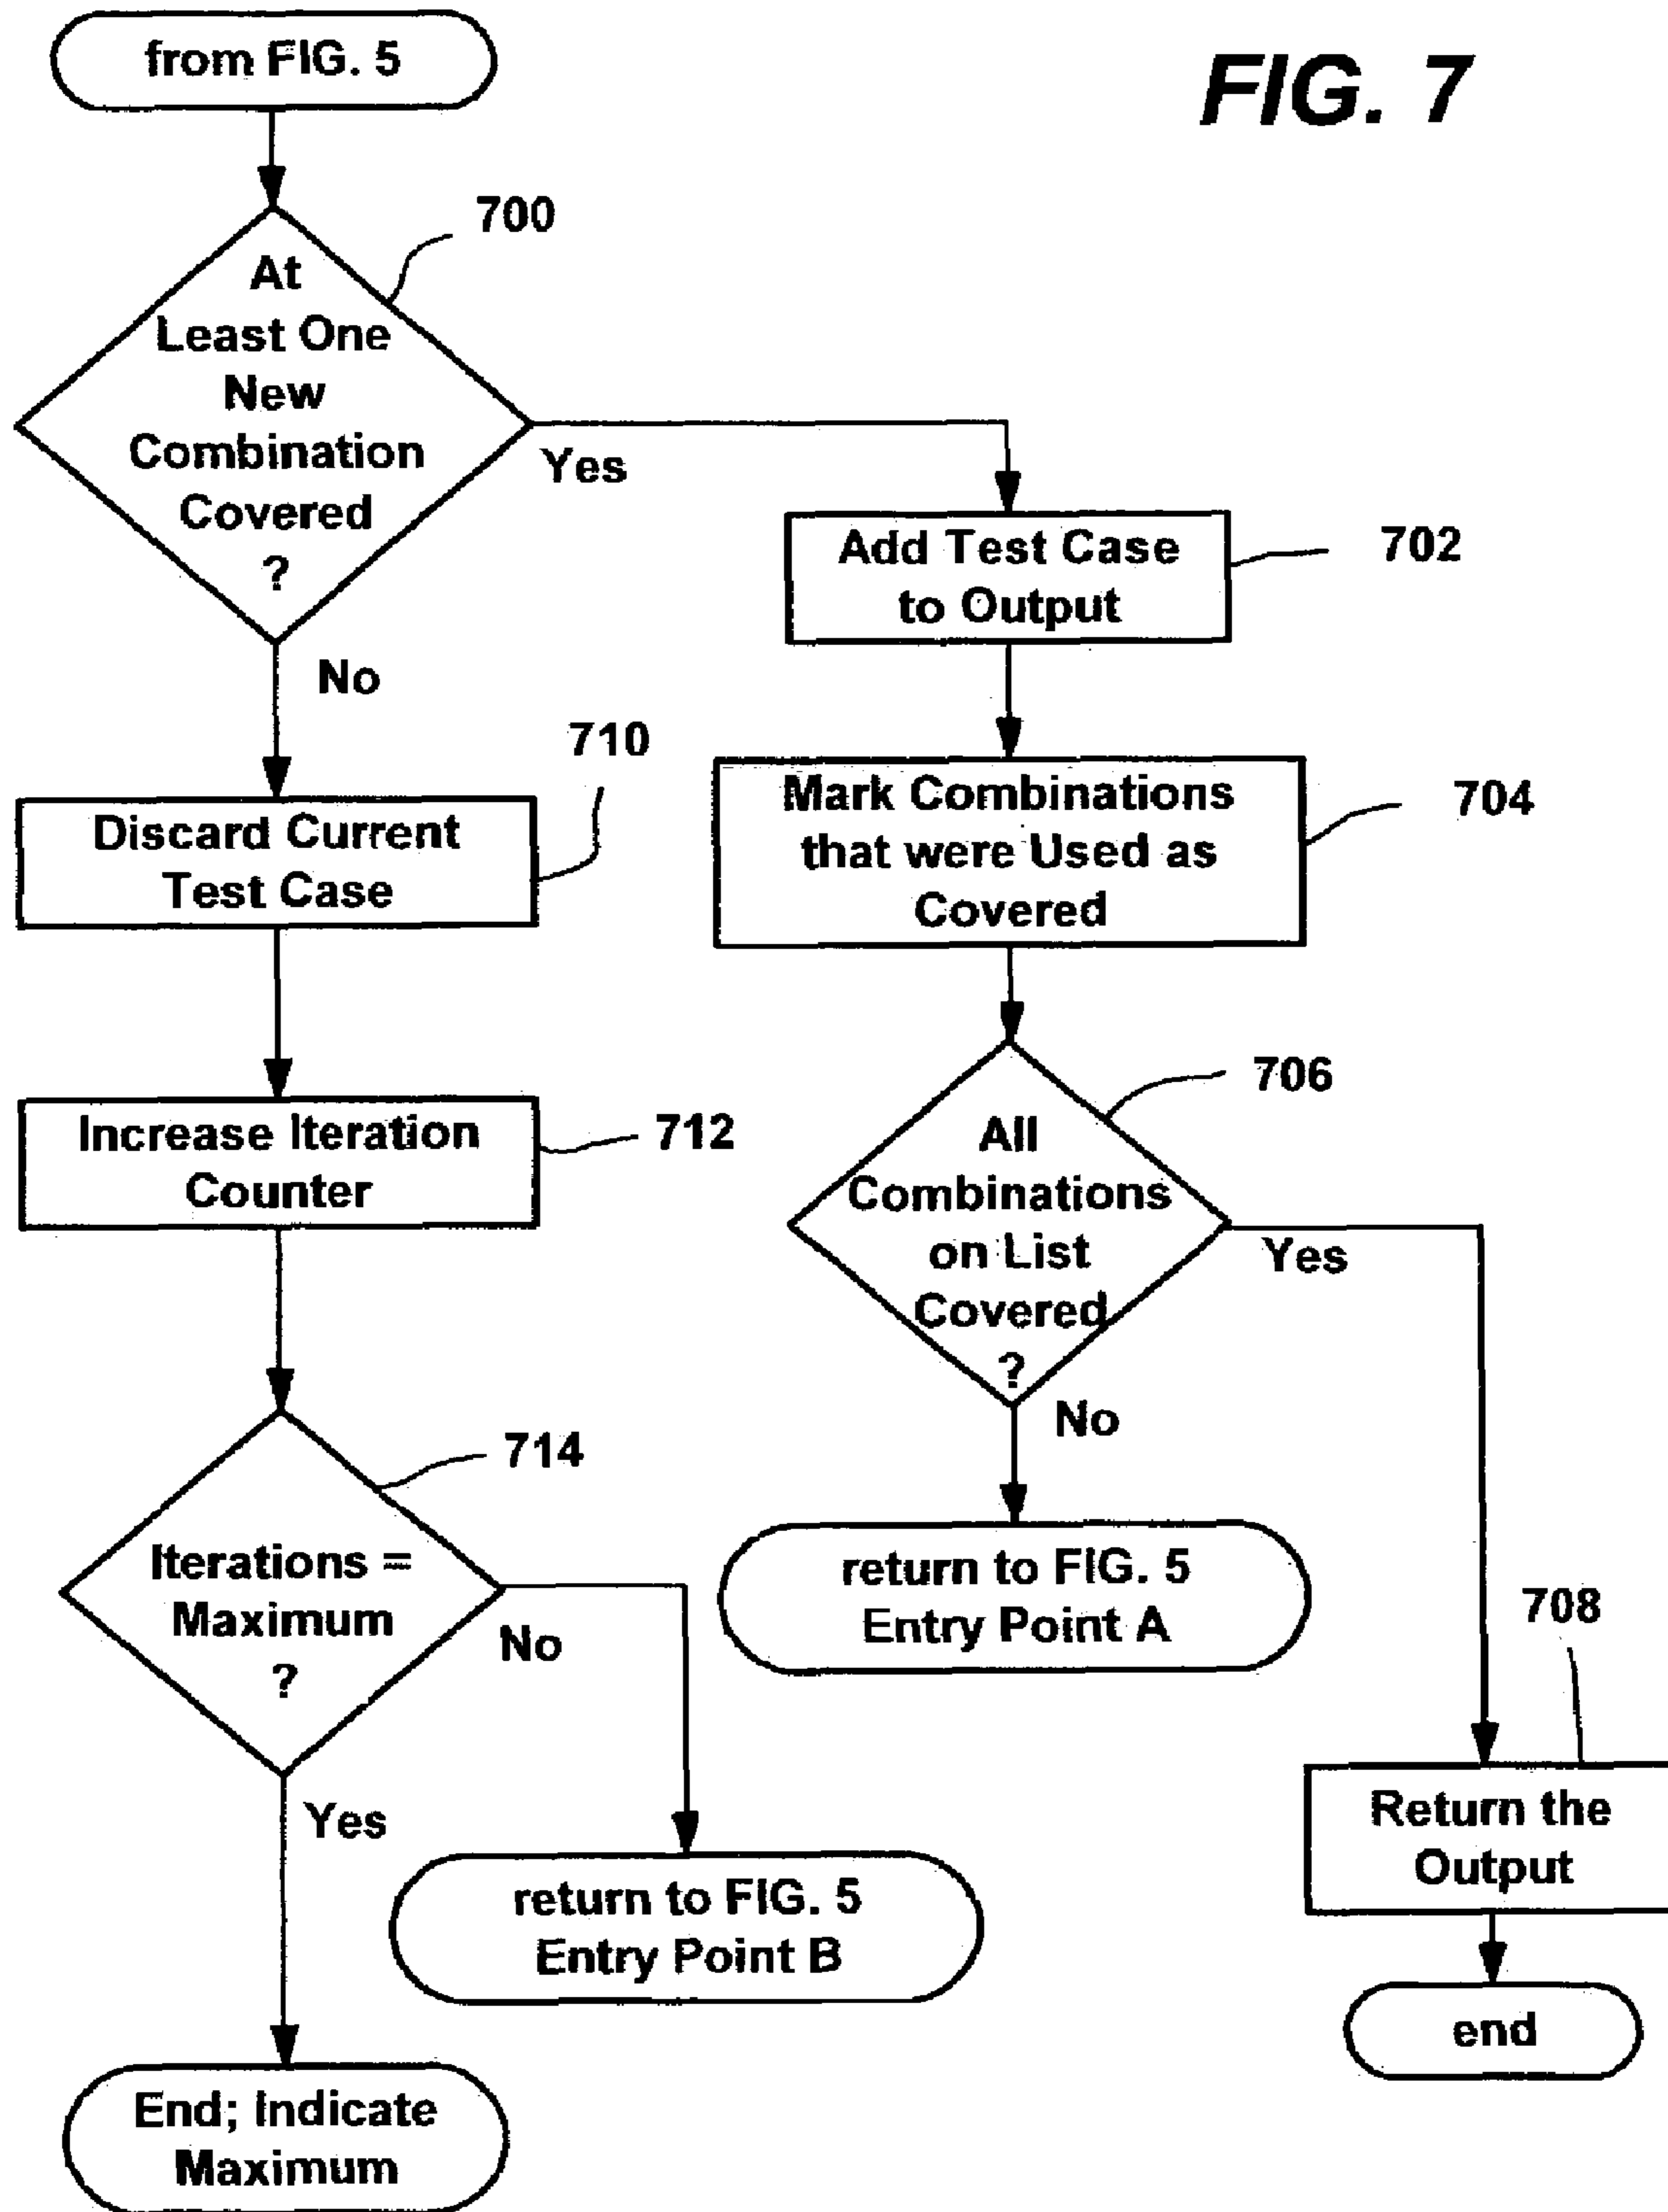 from FIG. 5
FIG. 7
700
At
Least One
New
Combination
Covered
?
Yes
No
Add Test Case
to Output
702
710
Discard Current
Test Case
Mark Combinations
that were Used as
Covered
704
Increase Iteration
Counter
712
706
All
Combinations
on List
Covered
?
Yes
No
714
Iterations =
Maximum
?
No
Yes
return to FIG. 5
Entry Point A
708
Return the
Output
return to FIG. 5
Entry Point B
end
End; Indicate
Maximum